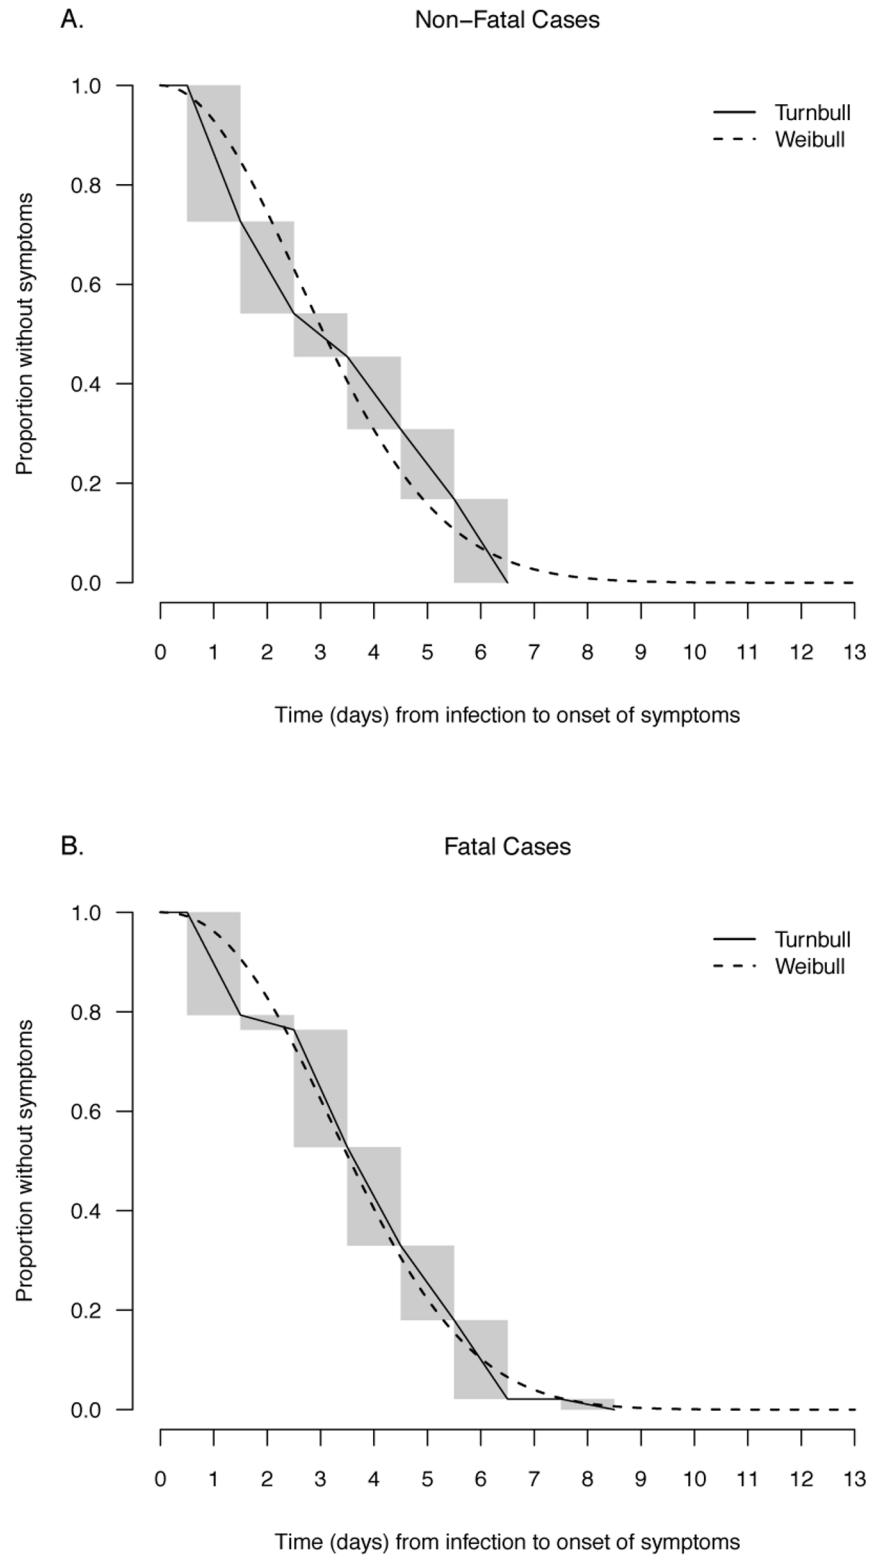 A.
Non−Fatal Cases
Turnbull
Weibull
Proportion without symptoms
1.0
0.8
0.6
0.4
0.2
0.0
0 1 2 3 4 5 6 7 8 9 10 11 12 13
Time (days) from infection to onset of symptoms
B.
Fatal Cases
Turnbull
Weibull
Proportion without symptoms
1.0
0.8
0.6
0.4
0.2
0.0
0 1 2 3 4 5 6 7 8 9 10 11 12 13
Time (days) from infection to onset of symptoms